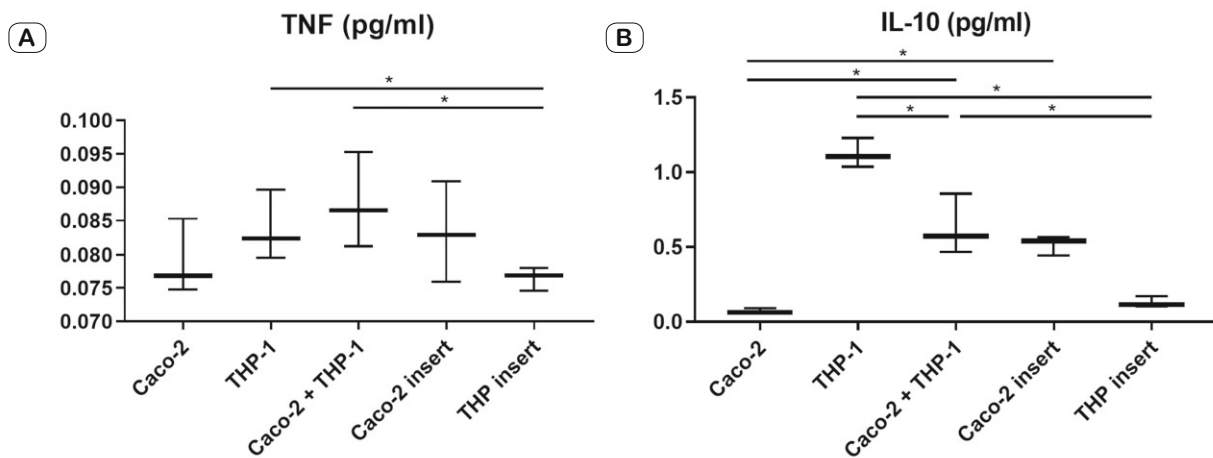 A
TNF (pg/ml)
*
*
0.100
0.095
0.090
0.085
0.080
0.075
0.070
Caco-2
THP-1
Caco-2 + THP-1
Caco-2 insert
THP insert
B
IL-10 (pg/ml)
*
*
*
*
*
1.5
1.0
0.5
0.0
Caco-2
THP-1
Caco-2 + THP-1
Caco-2 insert
THP insert